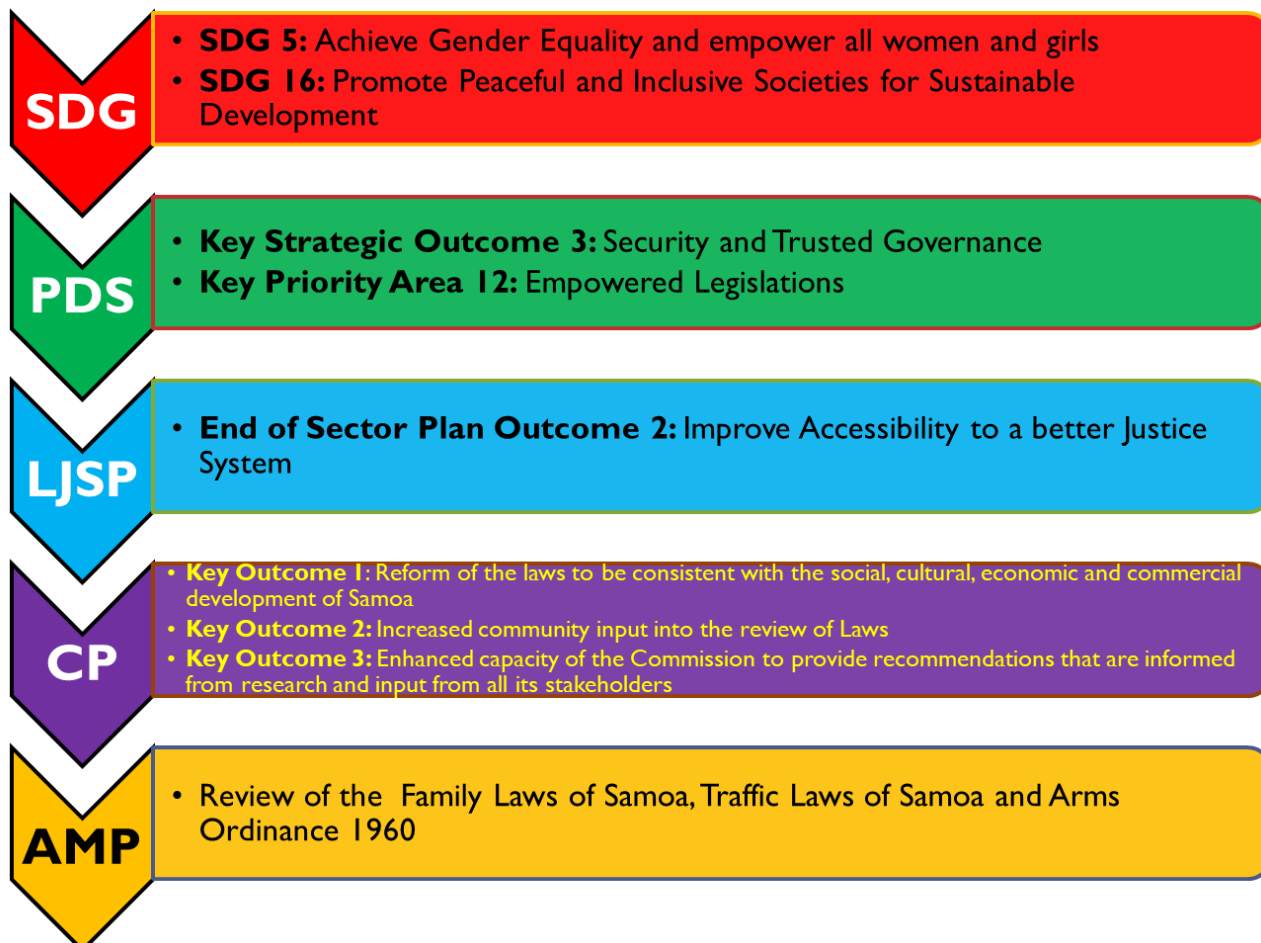 SDG
• SDG 5: Achieve Gender Equality and empower all women and girls
• SDG 16: Promote Peaceful and Inclusive Societies for Sustainable
Development
PDS
• Key Strategic Outcome 3: Security and Trusted Governance
• Key Priority Area 12: Empowered Legislations
LJSP
• End of Sector Plan Outcome 2: Improve Accessibility to a better Justice
System
CP
• Key Outcome 1: Reform of the laws to be consistent with the social, cultural, economic and commercial
development of Samoa
• Key Outcome 2: Increased community input into the review of Laws
• Key Outcome 3: Enhanced capacity of the Commission to provide recommendations that are informed
from research and input from all its stakeholders
AMP
• Review of the Family Laws of Samoa, Traffic Laws of Samoa and Arms
Ordinance 1960